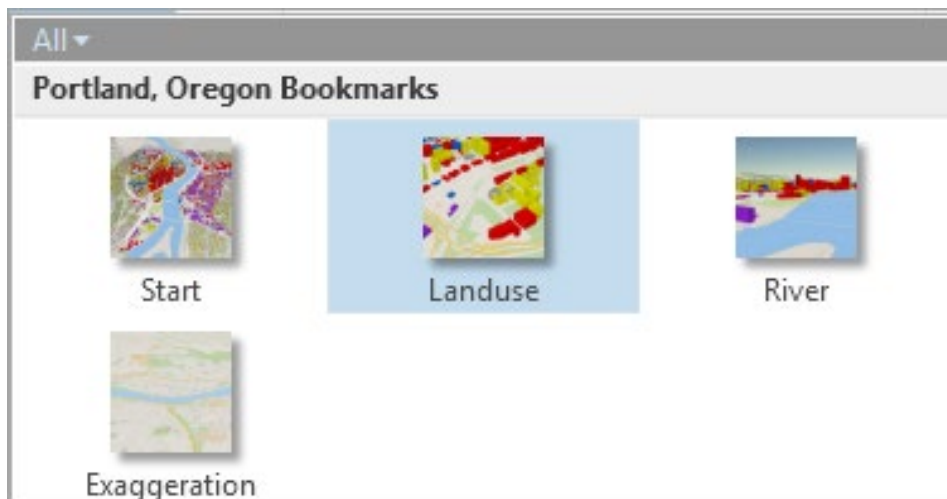 All
Portland, Oregon Bookmarks
Start
Landuse
River
Exaggeration